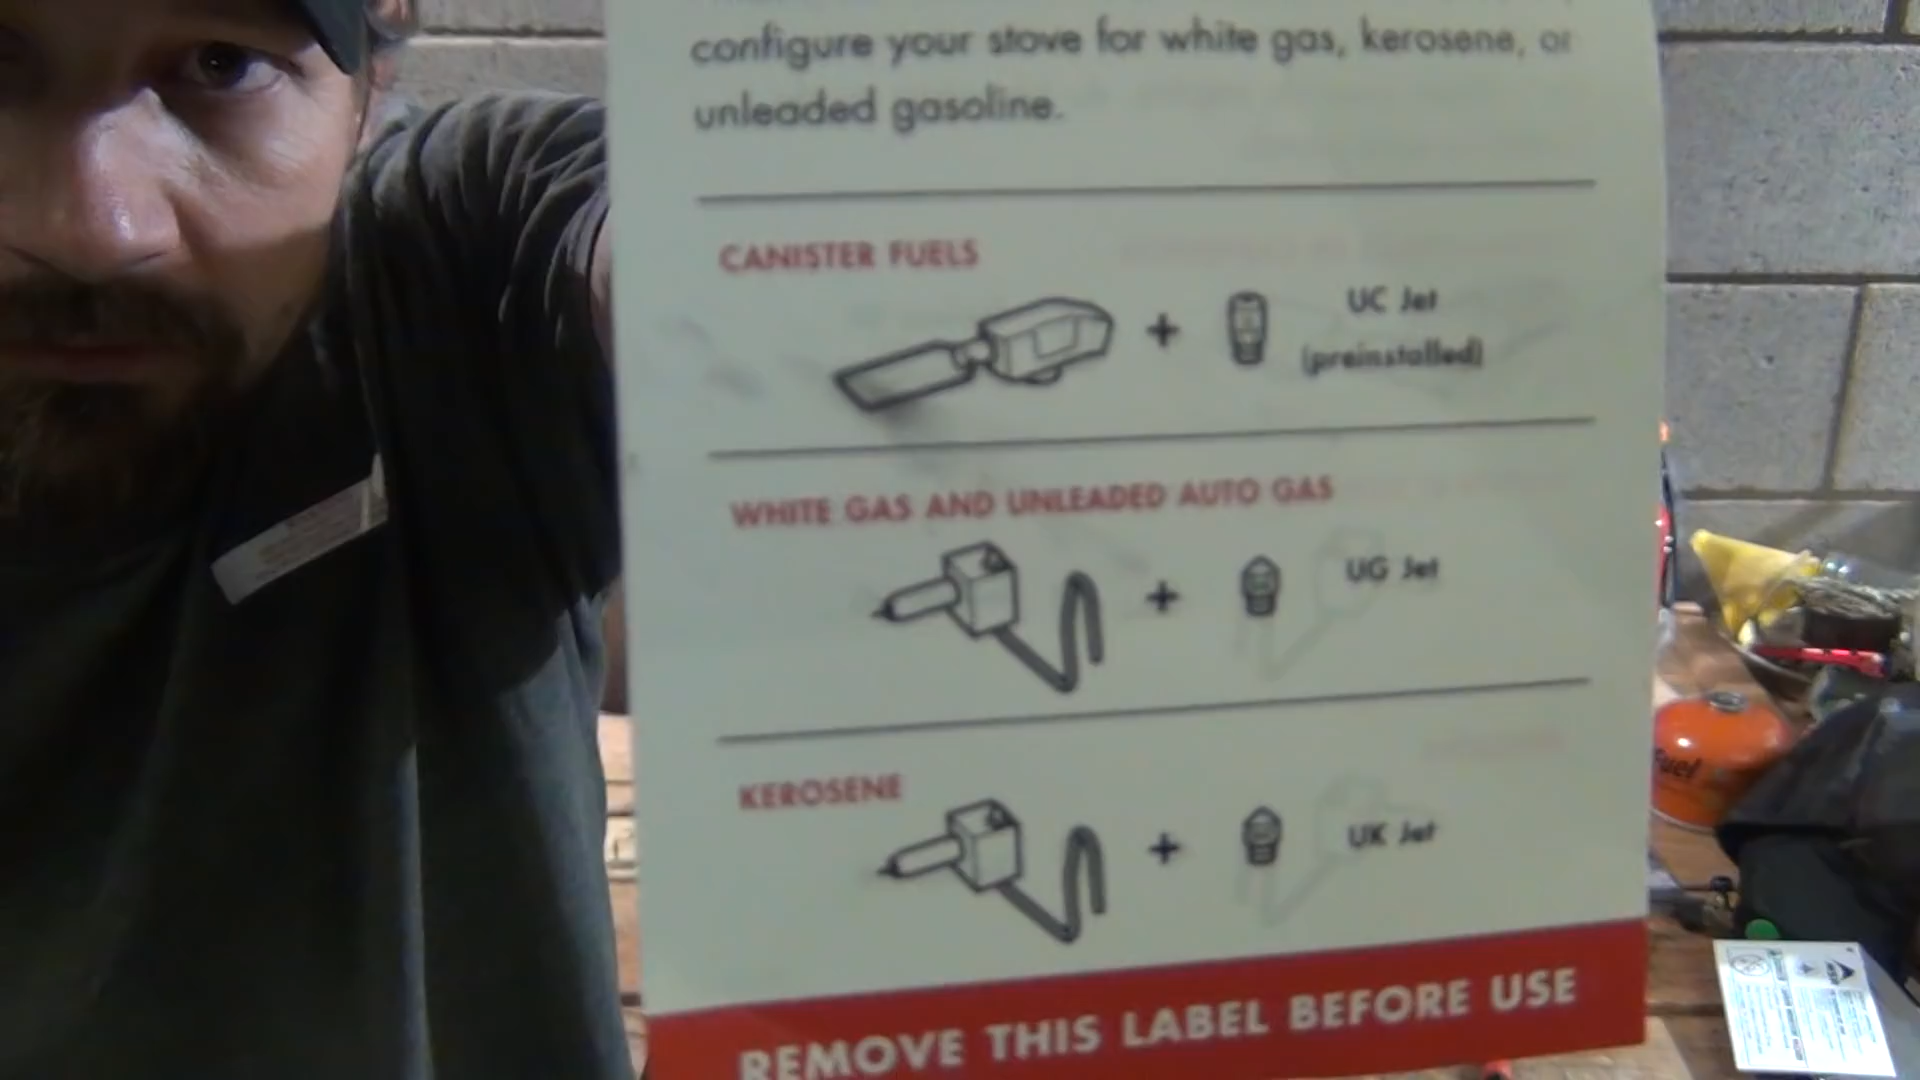 configure your stove for white gas, kerosene, or
unleaded gasoline.
CANISTER FUELS
+
UC Jet
(preinstalled)
WHITE GAS AND UNLEADED AUTO GAS
+
UG Jet
KEROSENE
+
UK Jet
REMOVE THIS LABEL BEFORE USE
Fuel